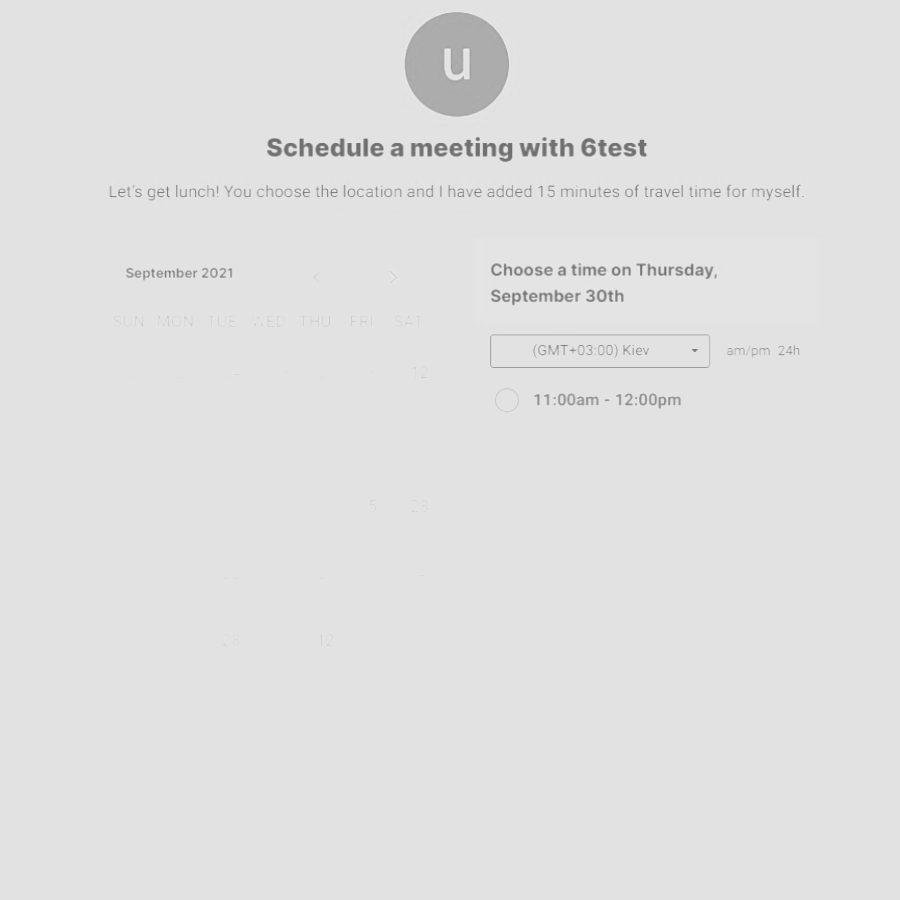 u
Schedule a meeting with 6test
Let's get lunch! You choose the location and I have added 15 minutes of travel time for myself.
September 2021
SUN MON TUE WED THU FRI SAT
12
5 23
23 12
Choose a time on Thursday,
September 30th
(GMT+03:00) Kiev
am/pm 24h
11:00am - 12:00pm